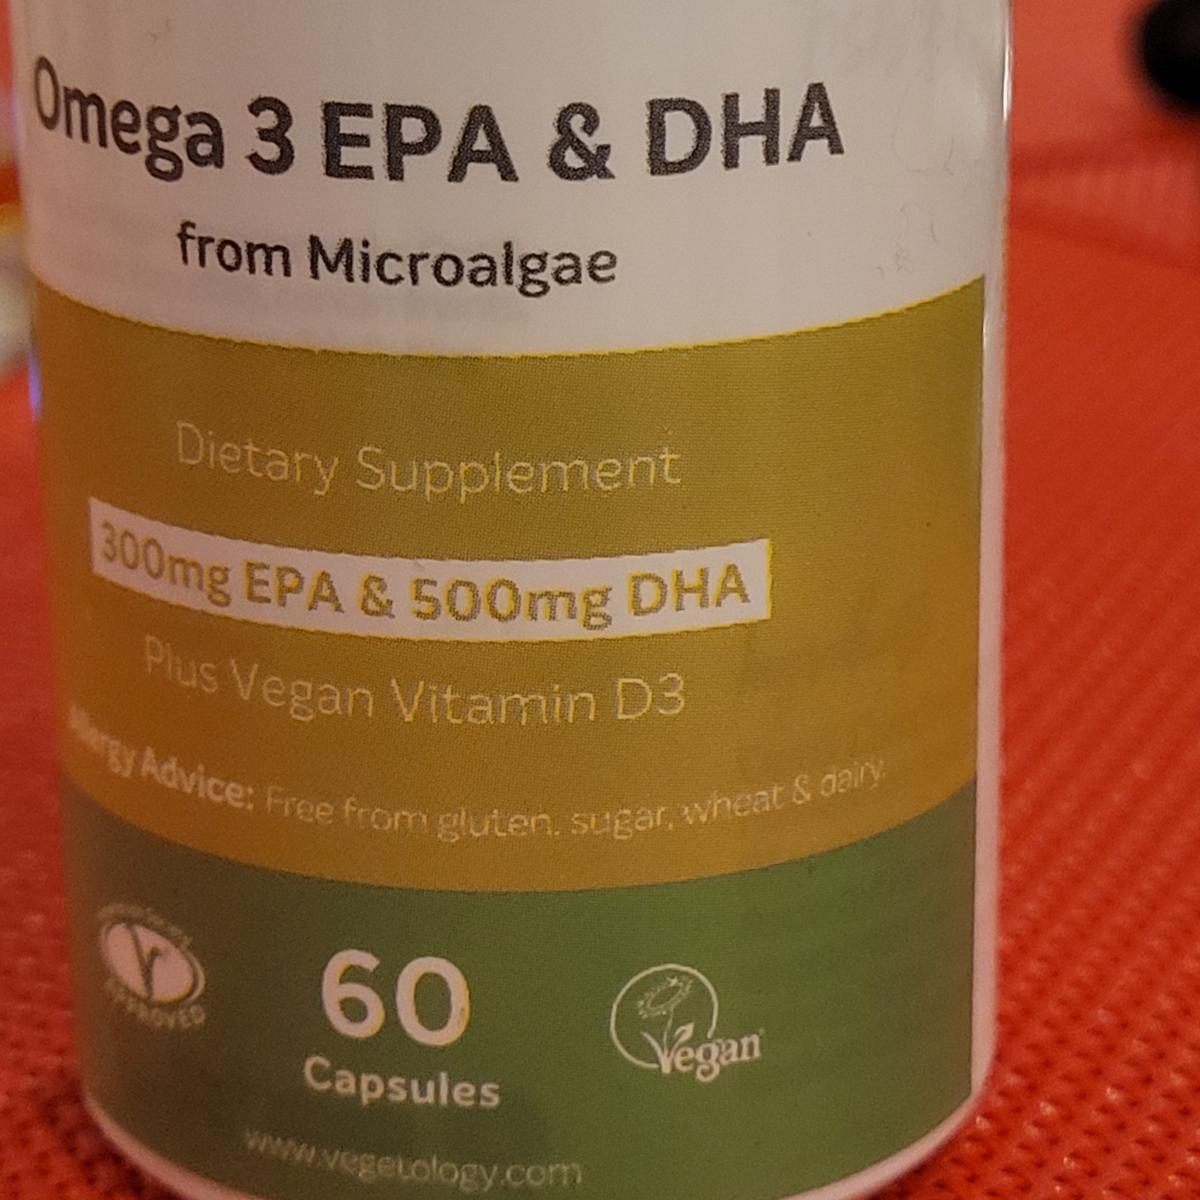 Omega 3 EPA & DHA
from Microalgae
Dietary Supplement
300mg EPA & 500mg DHA
Plus Vegan Vitamin D3
Allergy Advice: Free from gluten, sugar, wheat & dairy.
APPROVED
60
Capsules
Vegan
www.vegetology.com